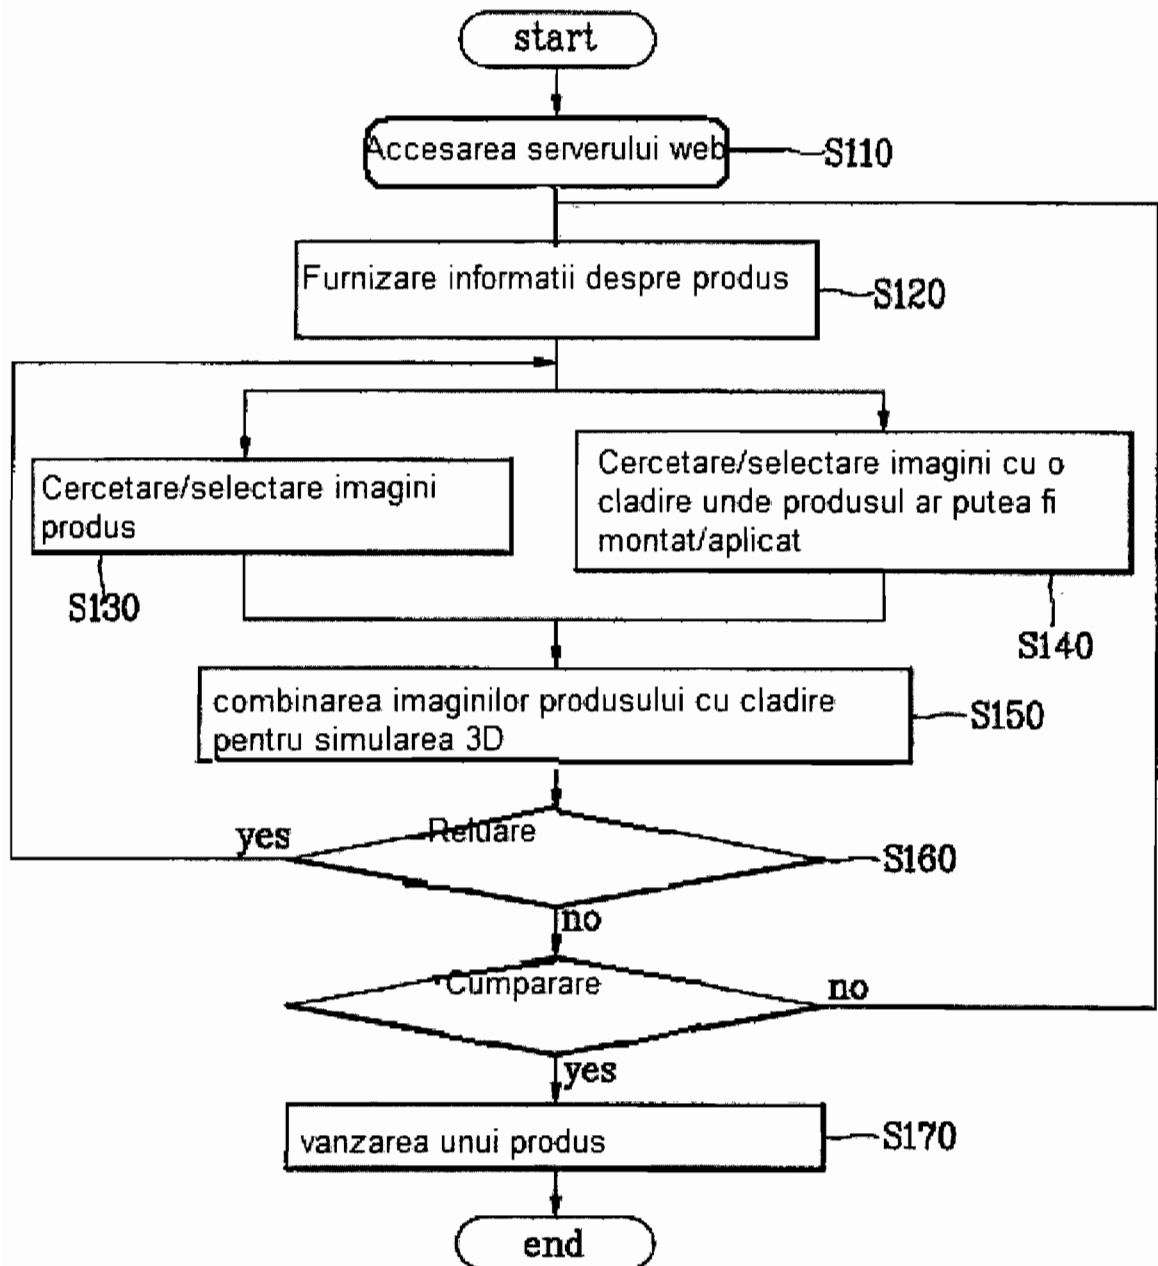 start
Accesarea serverului web
S110
Furnizare informatii despre produs
S120
Cercetare/selectare imagini
produs
S130
Cercetare/selectare imagini cu o
cladire unde produsul ar putea fi
montat/aplicat
S140
combinarea imaginilor produsului cu cladire
pentru simularea 3D
S150
Reluare
yes
S160
no
Cumparare
no
yes
vanzarea unui produs
S170
end